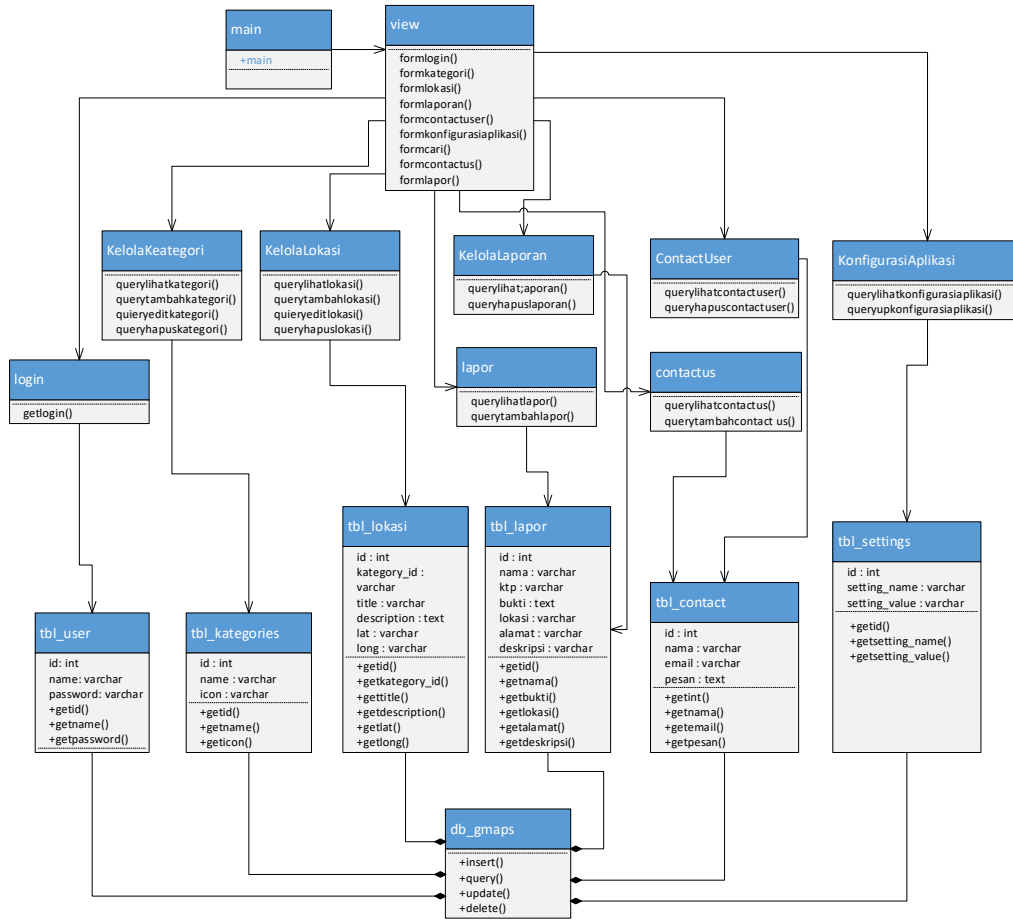 main
+main
view
formlogin()
formkategori()
formlokasi()
formlaporan()
formcontactuser()
formkonfigurasiaplikasi()
formcari()
formcontactus()
formlapor()
KelolaKeategori
querylihatkategori()
querytambahkategori()
quieryeditkategori()
queryhapuskategori()
KelolaLokasi
querylihatlokasi()
querytambahlokasi()
quieryeditlokasi()
queryhapuslokasi()
KelolaLaporan
querylihat;aporan()
queryhapuslaporan()
ContactUser
querylihatcontactuser()
queryhapuscontactuser()
KonfigurasiAplikasi
querylihatkonfigurasiaplikasi()
queryupkonfigurasiaplikasi()
login
getlogin()
lapor
querylihatlapor()
querytambahlapor()
contactus
querylihatcontactus()
querytambahcontact us()
tbl_user
id: int
name: varchar
password: varchar
+getid()
+getname()
+getpassword()
tbl_kategories
id : int
name : varchar
icon : varchar
+getid()
+getname()
+geticon()
tbl_lokasi
id : int
kategory_id :
varchar
title : varchar
description : text
lat : varchar
long : varchar
+getid()
+getkategory_id()
+gettitle()
+getdescription()
+getlat()
+getlong()
tbl_lapor
id : int
nama : varchar
ktp : varchar
bukti : text
lokasi : varchar
alamat : varchar
deskripsi : varchar
+getid()
+getnama()
+getbukti()
+getlokasi()
+getalamat()
+getdeskripsi()
tbl_contact
id : int
nama : varchar
email : varchar
pesan : text
+getint()
+getnama()
+getemail()
+getpesan()
tbl_settings
id : int
setting_name : varchar
setting_value : varchar
+getid()
+getsetting_name()
+getsetting_value()
db_gmaps
+insert()
+query()
+update()
+delete()